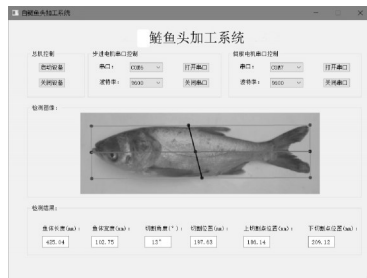 白鲢鱼头加工系统
鲢鱼头加工系统
总机控制
启动设备
关闭设备
步进电机串口控制
串口：
COM5
打开串口
波特率：
9600
关闭串口
伺服电机串口控制
串口：
COM7
打开串口
波特率：
9600
关闭串口
检测图像：
检测结果：
鱼体长度(mm)： 鱼体宽度(mm)： 切割角度(°)： 切割位置(mm)： 上切割点位置(mm)： 下切割点位置(mm)：
425.04 102.75 13° 197.63 186.14 209.12